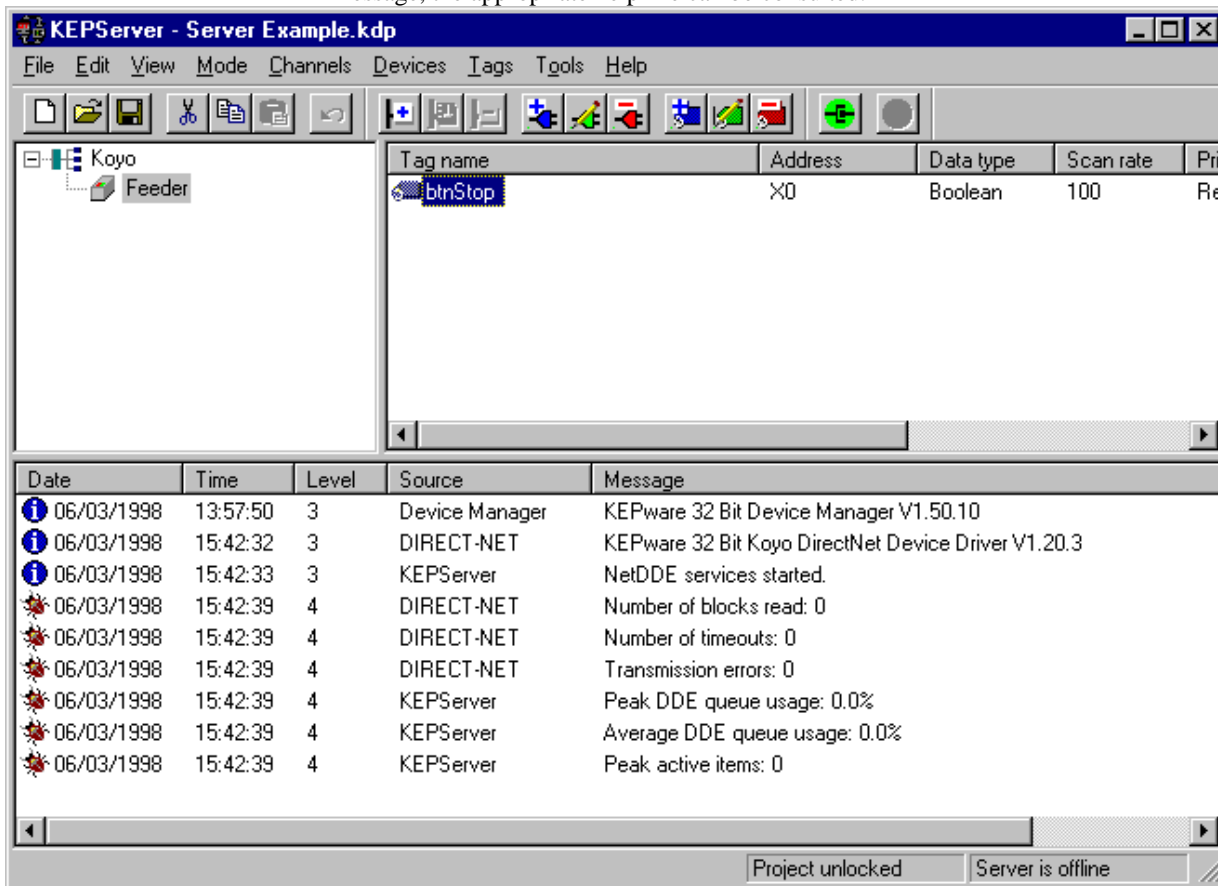 KEPServer - Server Example.kdp
File Edit View Mode Channels Devices Tags Tools Help
Koyo
Feeder
Tag name Address Data type Scan rate
btnStop X0 Boolean 100
Date Time Level Source Message
06/03/1998 13:57:50 3 Device Manager KEPware 32 Bit Device Manager V1.50.10
06/03/1998 15:42:32 3 DIRECT-NET KEPware 32 Bit Koyo DirectNet Device Driver V1.20.3
06/03/1998 15:42:33 3 KEPServer NetDDE services started.
06/03/1998 15:42:39 4 DIRECT-NET Number of blocks read: 0
06/03/1998 15:42:39 4 DIRECT-NET Number of timeouts: 0
06/03/1998 15:42:39 4 DIRECT-NET Transmission errors: 0
06/03/1998 15:42:39 4 KEPServer Peak DDE queue usage: 0.0%
06/03/1998 15:42:39 4 KEPServer Average DDE queue usage: 0.0%
06/03/1998 15:42:39 4 KEPServer Peak active items: 0
Project unlocked Server is offline